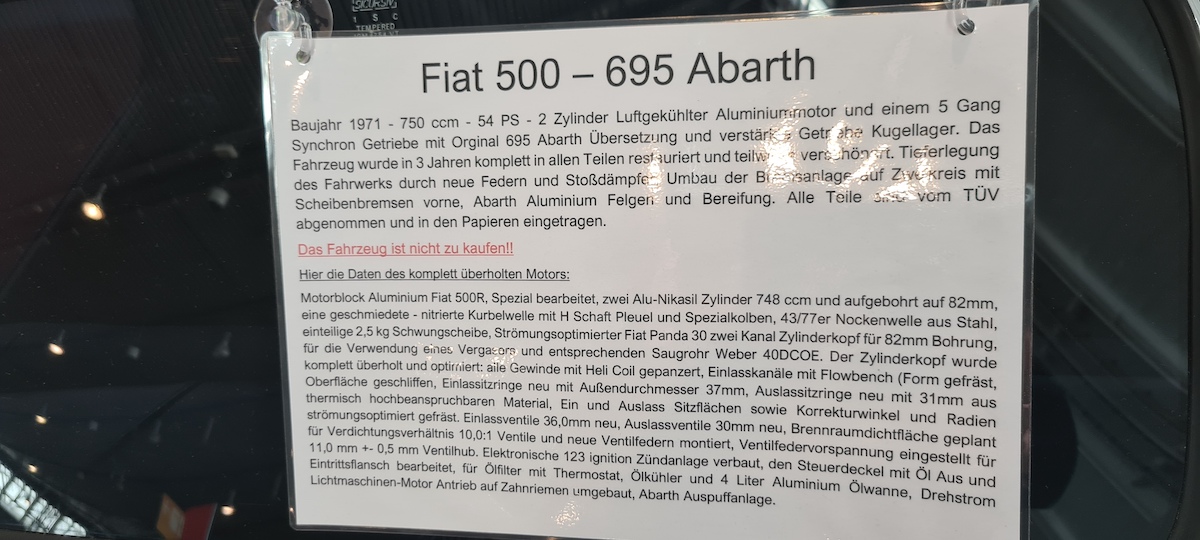 SICURSIV
1 S C
TEMPERED
Fiat 500 – 695 Abarth
Baujahr 1971 - 750 ccm - 54 PS - 2 Zylinder Luftgekühlter Aluminiummotor und einem 5 Gang
Synchron Getriebe mit Orginal 695 Abarth Übersetzung und verstärkte Getriebe Kugellager. Das
Fahrzeug wurde in 3 Jahren komplett in allen Teilen restauriert und teilweise verschönert. Tieferlegung
des Fahrwerks durch neue Federn und Stoßdämpfer. Umbau der Bremsanlage auf Zweikreis mit
Scheibenbremsen vorne, Abarth Aluminium Felgen und Bereifung. Alle Teile sind vom TÜV
abgenommen und in den Papieren eingetragen.
Das Fahrzeug ist nicht zu kaufen!!
Hier die Daten des komplett überholten Motors:
Motorblock Aluminium Fiat 500R, Spezial bearbeitet, zwei Alu-Nikasil Zylinder 748 ccm und aufgebohrt auf 82mm,
eine geschmiedete - nitrierte Kurbelwelle mit H Schaft Pleuel und Spezialkolben, 43/77er Nockenwelle aus Stahl,
einteilige 2,5 kg Schwungscheibe, Strömungsoptimierter Fiat Panda 30 zwei Kanal Zylinderkopf für 82mm Bohrung,
für die Verwendung eines Vergasers und entsprechenden Saugrohr Weber 40DCOE. Der Zylinderkopf wurde
komplett überholt und optimiert: alle Gewinde mit Heli Coil gepanzert, Einlasskanäle mit Flowbench (Form gefräst,
Oberfläche geschliffen, Einlassitzringe neu mit Außendurchmesser 37mm, Auslassitzringe neu mit 31mm aus
thermisch hochbeanspruchbaren Material, Ein und Auslass Sitzflächen sowie Korrekturwinkel und Radien
strömungsoptimiert gefräst. Einlassventile 36,0mm neu, Auslassventile 30mm neu, Brennraumdichtfläche geplant
für Verdichtungsverhältnis 10,0:1 Ventile und neue Ventilfedern montiert, Ventilfedervorspannung eingestellt für
11,0 mm +- 0,5 mm Ventilhub. Elektronische 123 ignition Zündanlage verbaut, den Steuerdeckel mit Öl Aus und
Eintrittsflansch bearbeitet, für Ölfilter mit Thermostat, Ölkühler und 4 Liter Aluminium Ölwanne, Drehstrom
Lichtmaschinen-Motor Antrieb auf Zahnriemen umgebaut, Abarth Auspuffanlage.